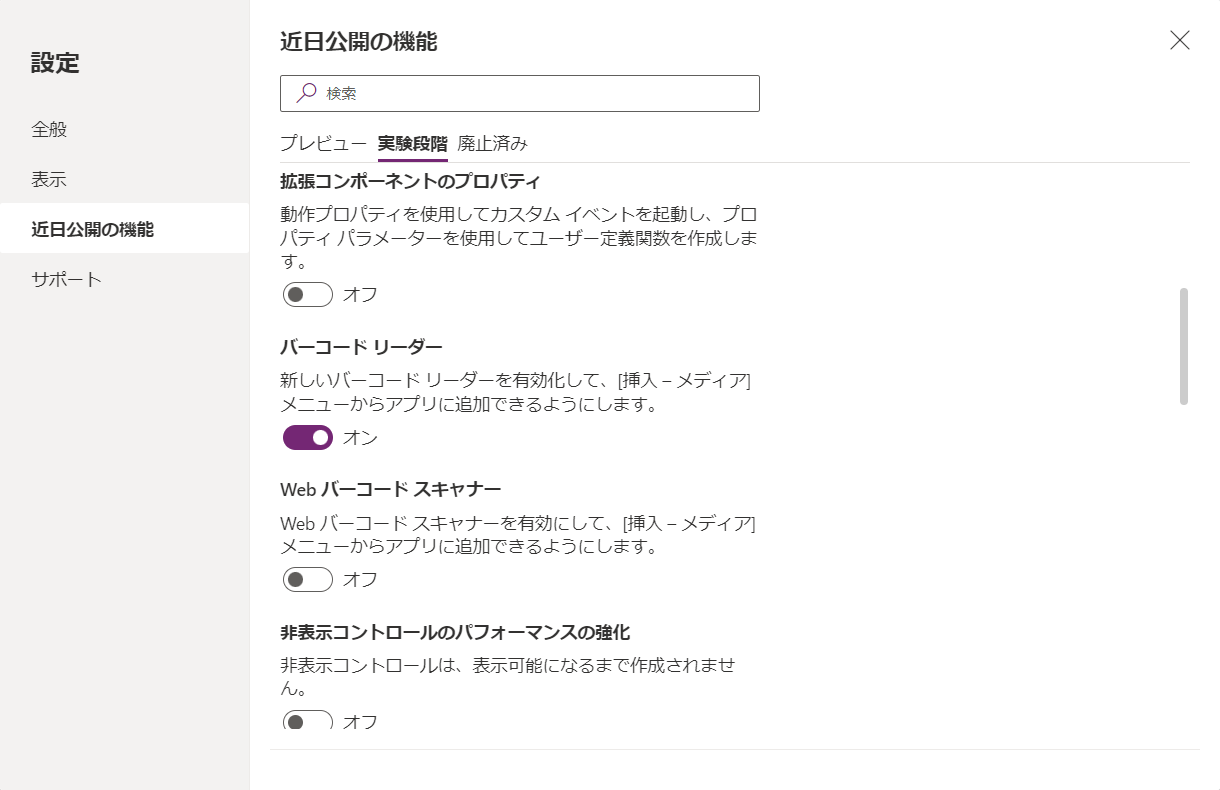 設定
全般
表示
近日公開の機能
サポート
近日公開の機能
検索
プレビュー 実験段階 廃止済み
拡張コンポーネントのプロパティ
動作プロパティを使用してカスタム イベントを起動し、プロ
パティ パラメーターを使用してユーザー定義関数を作成しま
す。
オフ
バーコード リーダー
新しいバーコード リーダーを有効化して、[挿入 – メディア]
メニューからアプリに追加できるようにします。
オン
Web バーコード スキャナー
Web バーコード スキャナーを有効にして、[挿入 – メディア]
メニューからアプリに追加できるようにします。
オフ
非表示コントロールのパフォーマンスの強化
非表示コントロールは、表示可能になるまで作成されませ
ん。
オフ